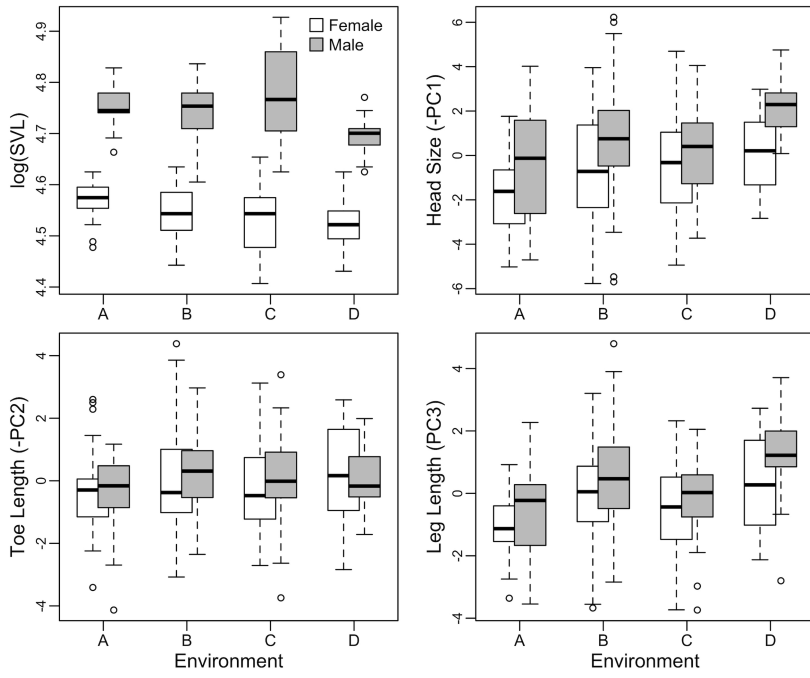 log(SVL)
4.9
4.8
4.7
4.6
4.5
4.4
Female
Male
A B C D
Head Size (-PC1)
6
4
2
0
-2
-4
-6
A B C D
Toe Length (-PC2)
4
2
0
-2
-4
A B C D
Environment
Leg Length (PC3)
4
2
0
-2
-4
A B C D
Environment